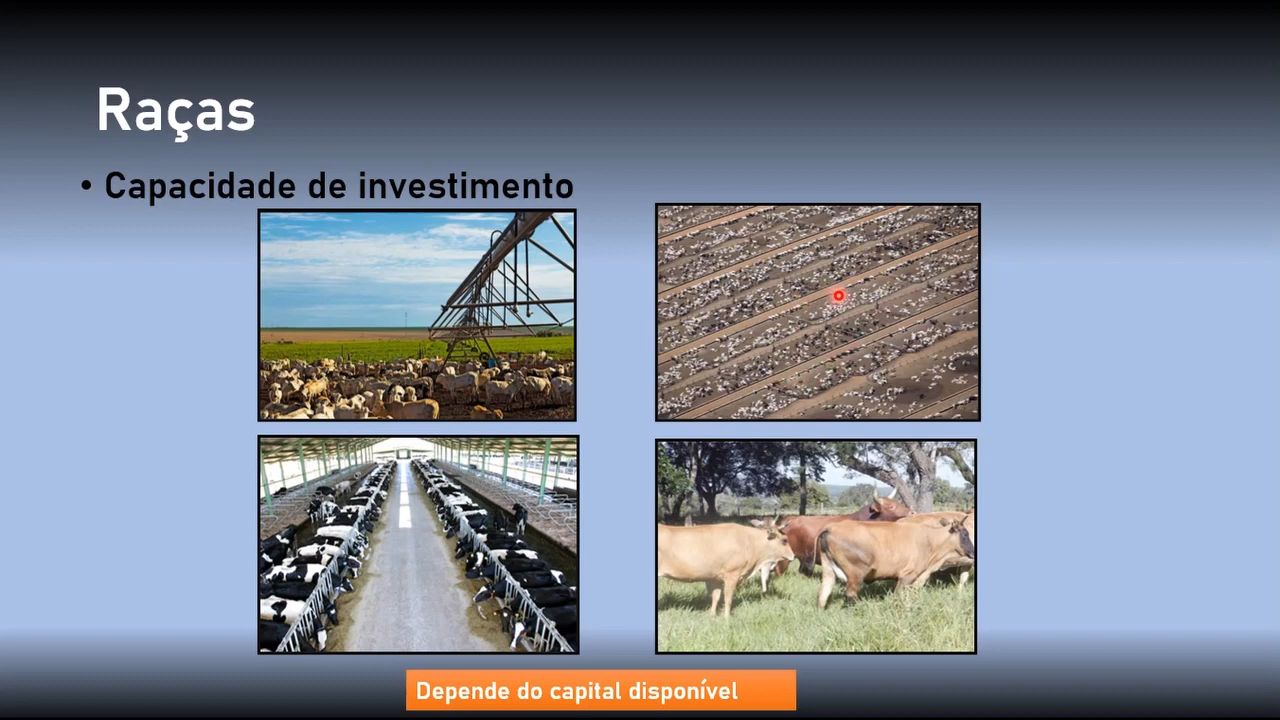 Raças
• Capacidade de investimento
Depende do capital disponível